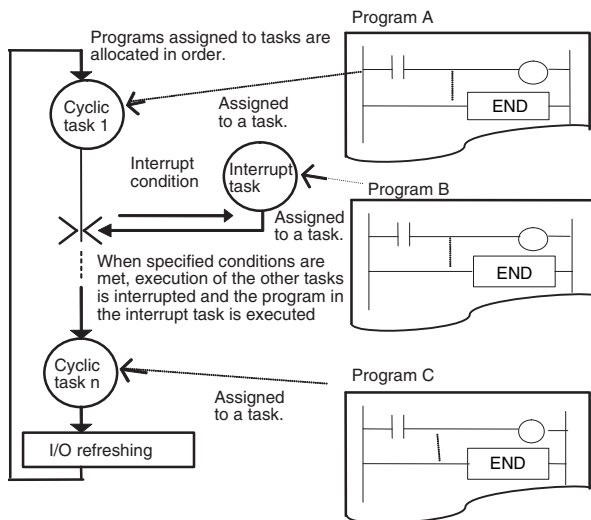 Program A
Programs assigned to tasks are
allocated in order.
Cyclic
task 1
Assigned
to a task.
END
Interrupt
condition
Interrupt
task
Program B
Assigned
to a task.
When specified conditions are
met, execution of the other tasks
is interrupted and the program in
the interrupt task is executed
END
Cyclic
task n
Program C
Assigned
to a task.
I/O refreshing
END